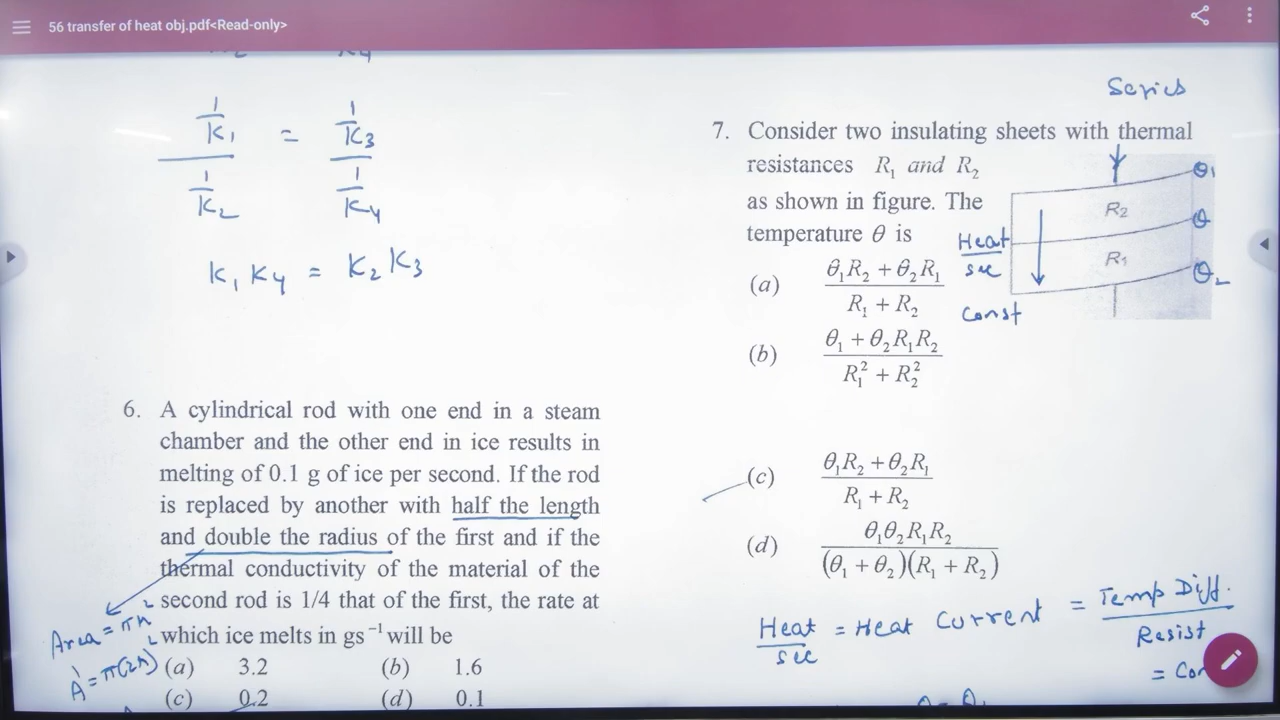 56 transfer of heat obj.pdf<Read-only>
1/K₁ / 1/K₂ = 1/K₃ / 1/K₄
K₁ K₄ = K₂ K₃
6. A cylindrical rod with one end in a steam
chamber and the other end in ice results in
melting of 0.1 g of ice per second. If the rod
is replaced by another with half the length
and double the radius of the first and if the
thermal conductivity of the material of the
second rod is 1/4 that of the first, the rate at
which ice melts in gs⁻¹ will be
(a) 3.2 (b) 1.6
(c) 0.2 (d) 0.1
Area = πr²
A' = π(2r)²
Series
7. Consider two insulating sheets with thermal
resistances R₁ and R₂
as shown in figure. The
temperature θ is
(a) θ₁R₂ + θ₂R₁ / R₁ + R₂
(b) θ₁ + θ₂R₁R₂ / R₁² + R₂²
(c) θ₁R₂ + θ₂R₁ / R₁ + R₂
(d) θ₁θ₂R₁R₂ / (θ₁ + θ₂)(R₁ + R₂)
θ₁
R₂
θ
R₁
θ₂
Heat
sec
Const
Heat / sec = Heat Current = Temp Diff. / Resist
=